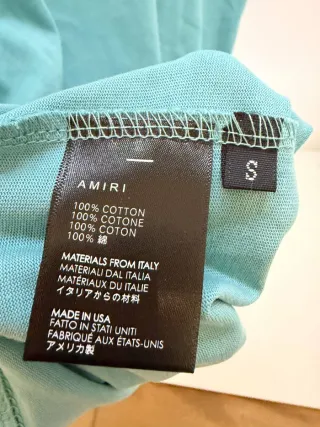 AMIRI
S
100% COTTON
100% COTONE
100% COTON
100% 綿
MATERIALS FROM ITALY
MATERIALI DAL ITALIA
MATÉRIAUX DU ITALIE
イタリアからの材料
MADE IN USA
FATTO IN STATI UNITI
FABRIQUÉ AUX ÉTATS-UNIS
アメリカ製